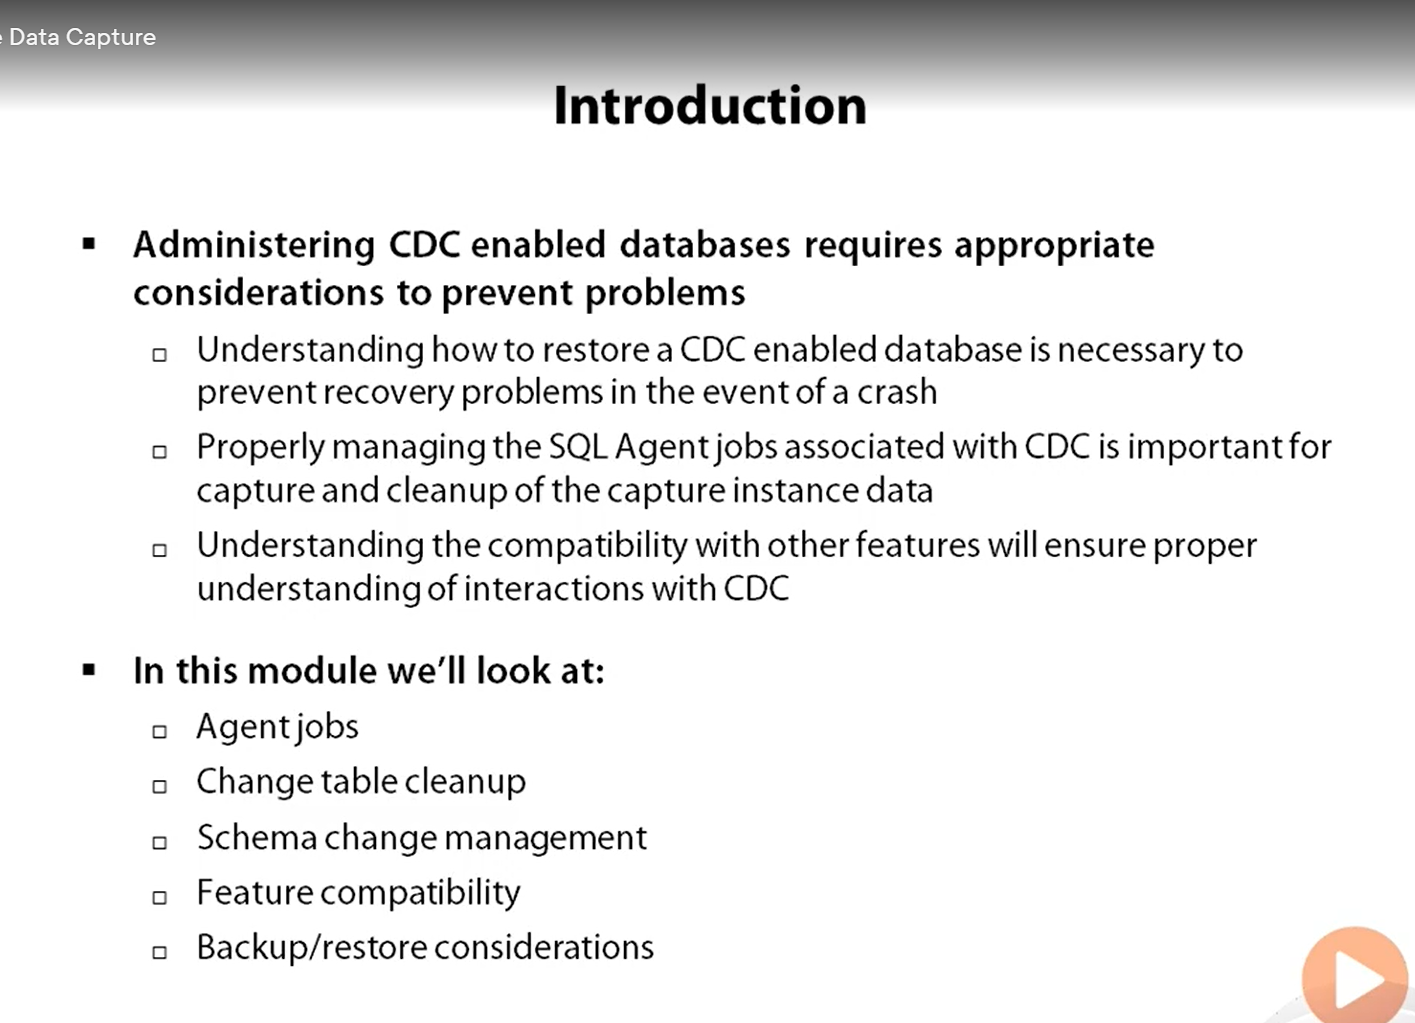 Data Capture
Introduction
Administering CDC enabled databases requires appropriate
considerations to prevent problems
Understanding how to restore a CDC enabled database is necessary to
prevent recovery problems in the event of a crash
Properly managing the SQL Agent jobs associated with CDC is important for
capture and cleanup of the capture instance data
Understanding the compatibility with other features will ensure proper
understanding of interactions with CDC
In this module we’ll look at:
Agent jobs
Change table cleanup
Schema change management
Feature compatibility
Backup/restore considerations